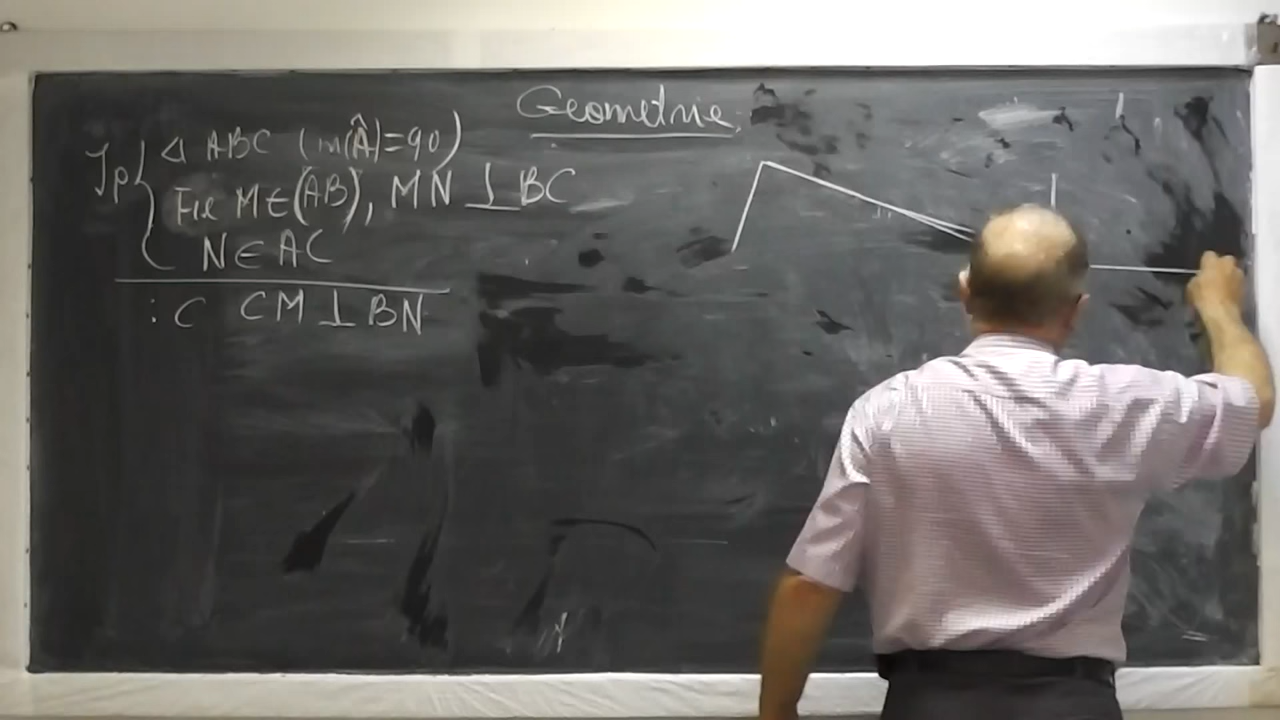 Geometrie
Ip { Δ ABC (m(Â)=90)
Fie M∈(AB), MN ⊥ BC
N∈AC
: C CM ⊥ BN